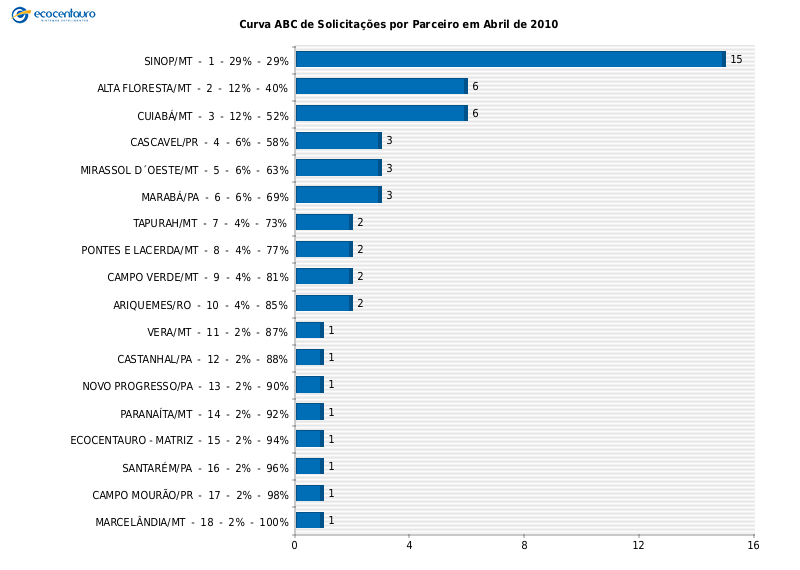 ecocentauro
Curva ABC de Solicitações por Parceiro em Abril de 2010
SINOP/MT - 1 - 29% - 29% 15
ALTA FLORESTA/MT - 2 - 12% - 40% 6
CUIABÁ/MT - 3 - 12% - 52% 6
CASCAVEL/PR - 4 - 6% - 58% 3
MIRASSOL D´OESTE/MT - 5 - 6% - 63% 3
MARABÁ/PA - 6 - 6% - 69% 3
TAPURAH/MT - 7 - 4% - 73% 2
PONTES E LACERDA/MT - 8 - 4% - 77% 2
CAMPO VERDE/MT - 9 - 4% - 81% 2
ARIQUEMES/RO - 10 - 4% - 85% 2
VERA/MT - 11 - 2% - 87% 1
CASTANHAL/PA - 12 - 2% - 88% 1
NOVO PROGRESSO/PA - 13 - 2% - 90% 1
PARANAÍTA/MT - 14 - 2% - 92% 1
ECOCENTAURO - MATRIZ - 15 - 2% - 94% 1
SANTARÉM/PA - 16 - 2% - 96% 1
CAMPO MOURÃO/PR - 17 - 2% - 98% 1
MARCELÂNDIA/MT - 18 - 2% - 100% 1
0 4 8 12 16